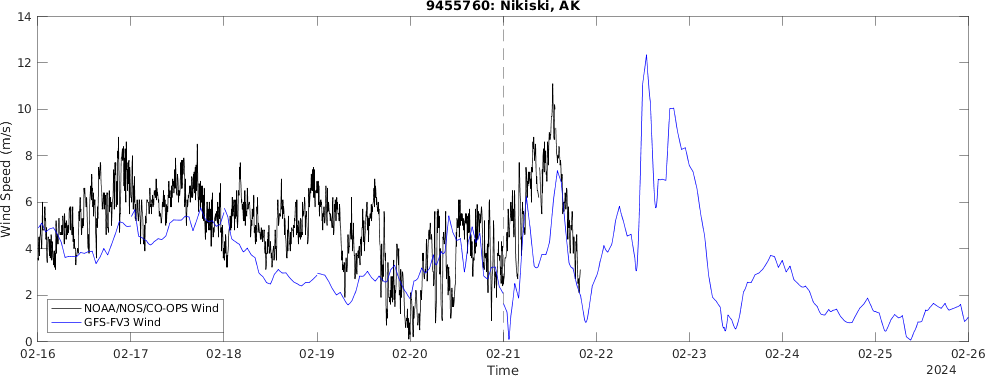 9455760: Nikiski, AK
14
12
10
8
6
4
2
0
Wind Speed (m/s)
NOAA/NOS/CO-OPS Wind
GFS-FV3 Wind
02-16 02-17 02-18 02-19 02-20 02-21 02-22 02-23 02-24 02-25 02-26
Time
2024